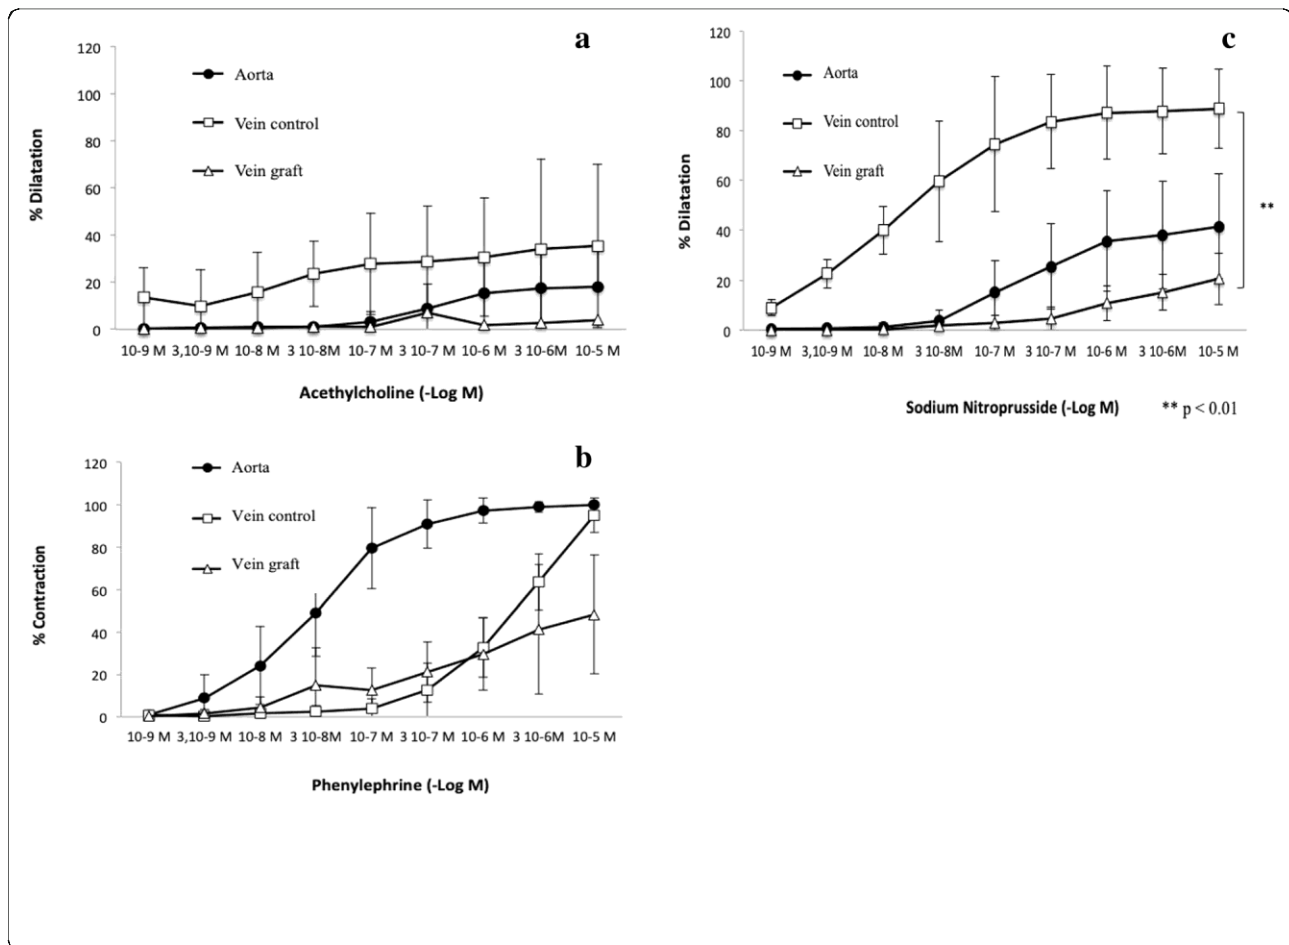 a
120
100
80
60
40
20
0
% Dilatation
Aorta
Vein control
Vein graft
10-9 M 3,10-9 M 10-8 M 3 10-8M 10-7 M 3 10-7 M 10-6 M 3 10-6M 10-5 M
Acethylcholine (-Log M)
c
120
100
80
60
40
20
0
% Dilatation
Aorta
Vein control
Vein graft
**
10-9 M 3,10-9 M 10-8 M 3 10-8M 10-7 M 3 10-7 M 10-6 M 3 10-6M 10-5 M
Sodium Nitroprusside (-Log M)
** p < 0.01
b
120
100
80
60
40
20
0
% Contraction
Aorta
Vein control
Vein graft
10-9 M 3,10-9 M 10-8 M 3 10-8M 10-7 M 3 10-7 M 10-6 M 3 10-6M 10-5 M
Phenylephrine (-Log M)